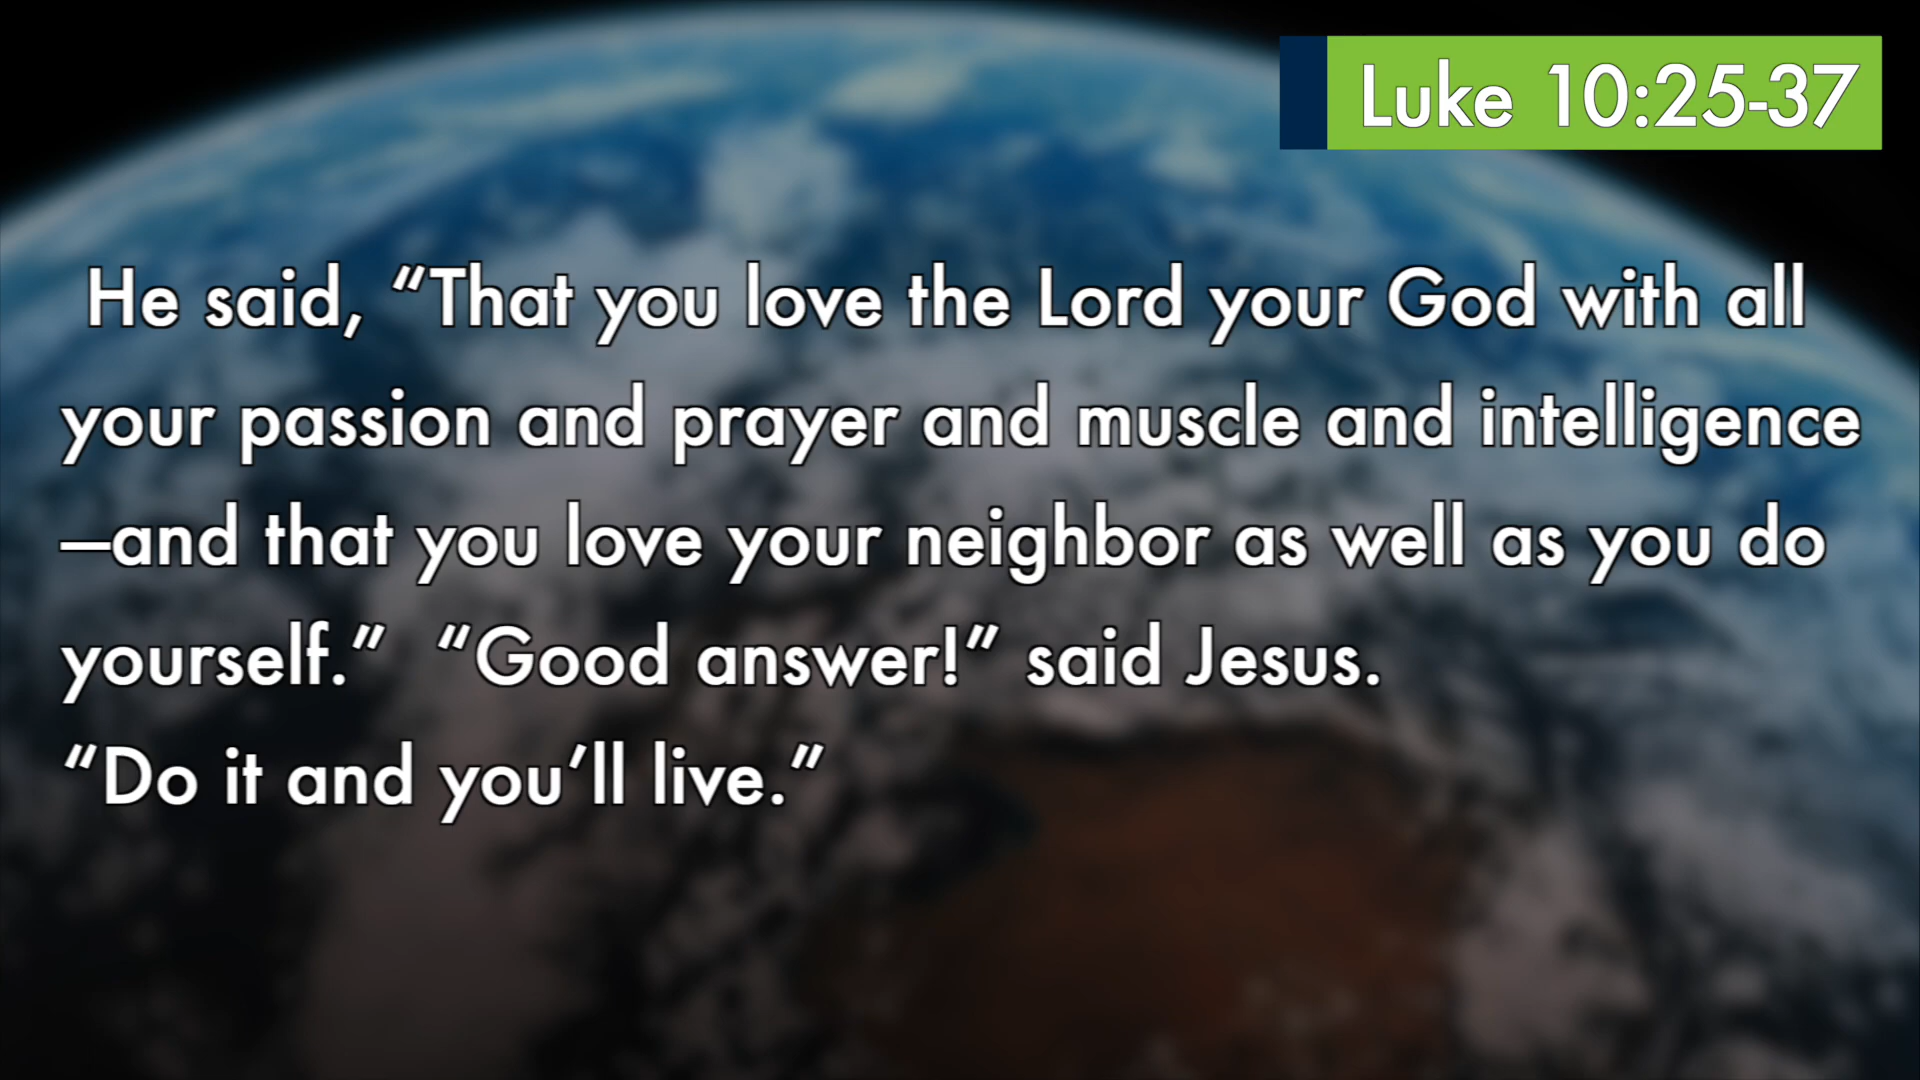 Luke 10:25-37
He said, “That you love the Lord your God with all
your passion and prayer and muscle and intelligence
—and that you love your neighbor as well as you do
yourself.”  “Good answer!” said Jesus.
“Do it and you’ll live.”